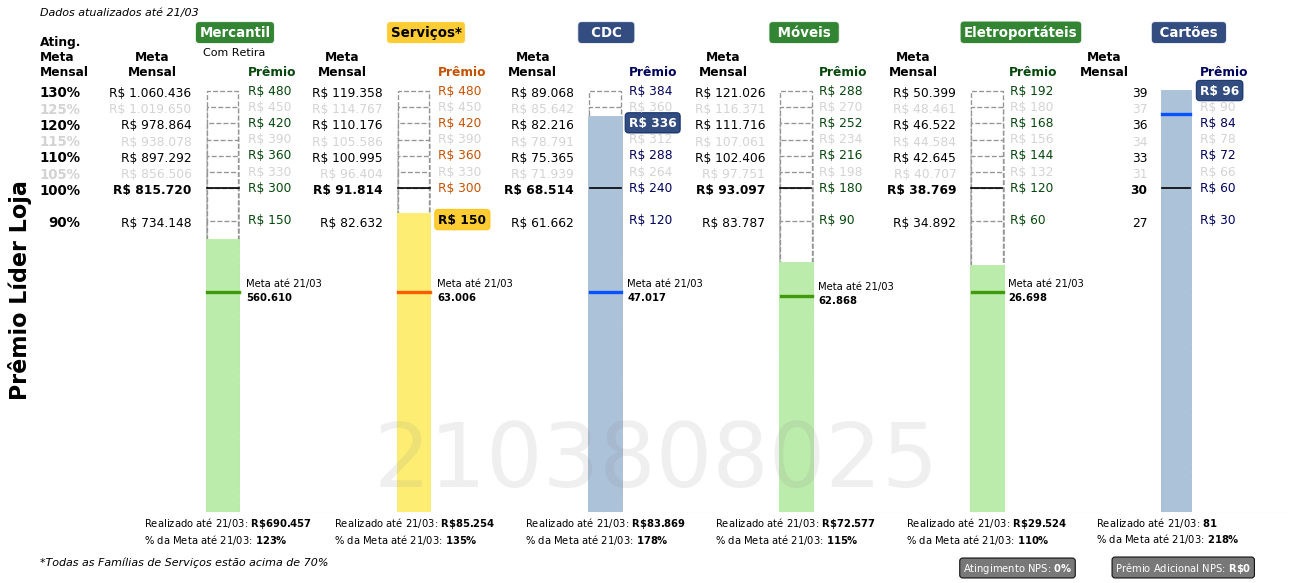 Dados atualizados até 21/03
Mercantil Serviços* CDC Móveis Eletroportáteis Cartões
Com Retira
Ating. Meta Mensal
Meta Mensal Prêmio Meta Mensal Prêmio Meta Mensal Prêmio Meta Mensal Prêmio Meta Mensal Prêmio Meta Mensal Prêmio
130% R$ 1.060.436 R$ 480 R$ 119.358 R$ 480 R$ 89.068 R$ 384 R$ 121.026 R$ 288 R$ 50.399 R$ 192 39 R$ 96
125% R$ 1.019.650 R$ 450 R$ 114.767 R$ 450 R$ 85.642 R$ 360 R$ 116.371 R$ 270 R$ 48.461 R$ 180 37 R$ 90
120% R$ 978.864 R$ 420 R$ 110.176 R$ 420 R$ 82.216 R$ 336 R$ 111.716 R$ 252 R$ 46.522 R$ 168 36 R$ 84
115% R$ 938.078 R$ 390 R$ 105.586 R$ 390 R$ 78.791 R$ 312 R$ 107.061 R$ 234 R$ 44.584 R$ 156 34 R$ 78
110% R$ 897.292 R$ 360 R$ 100.995 R$ 360 R$ 75.365 R$ 288 R$ 102.406 R$ 216 R$ 42.645 R$ 144 33 R$ 72
105% R$ 856.506 R$ 330 R$ 96.404 R$ 330 R$ 71.939 R$ 264 R$ 97.751 R$ 198 R$ 40.707 R$ 132 31 R$ 66
100% R$ 815.720 R$ 300 R$ 91.814 R$ 300 R$ 68.514 R$ 240 R$ 93.097 R$ 180 R$ 38.769 R$ 120 30 R$ 60
90% R$ 734.148 R$ 150 R$ 82.632 R$ 150 R$ 61.662 R$ 120 R$ 83.787 R$ 90 R$ 34.892 R$ 60 27 R$ 30
Prêmio Líder Loja
Meta até 21/03 Meta até 21/03 Meta até 21/03 Meta até 21/03 Meta até 21/03
560.610 63.006 47.017 62.868 26.698
2103808025
Realizado até 21/03: R$690.457 Realizado até 21/03: R$85.254 Realizado até 21/03: R$83.869 Realizado até 21/03: R$72.577 Realizado até 21/03: R$29.524 Realizado até 21/03: 81
% da Meta até 21/03: 123% % da Meta até 21/03: 135% % da Meta até 21/03: 178% % da Meta até 21/03: 115% % da Meta até 21/03: 110% % da Meta até 21/03: 218%
*Todas as Famílias de Serviços estão acima de 70% Atingimento NPS: 0% Prêmio Adicional NPS: R$0